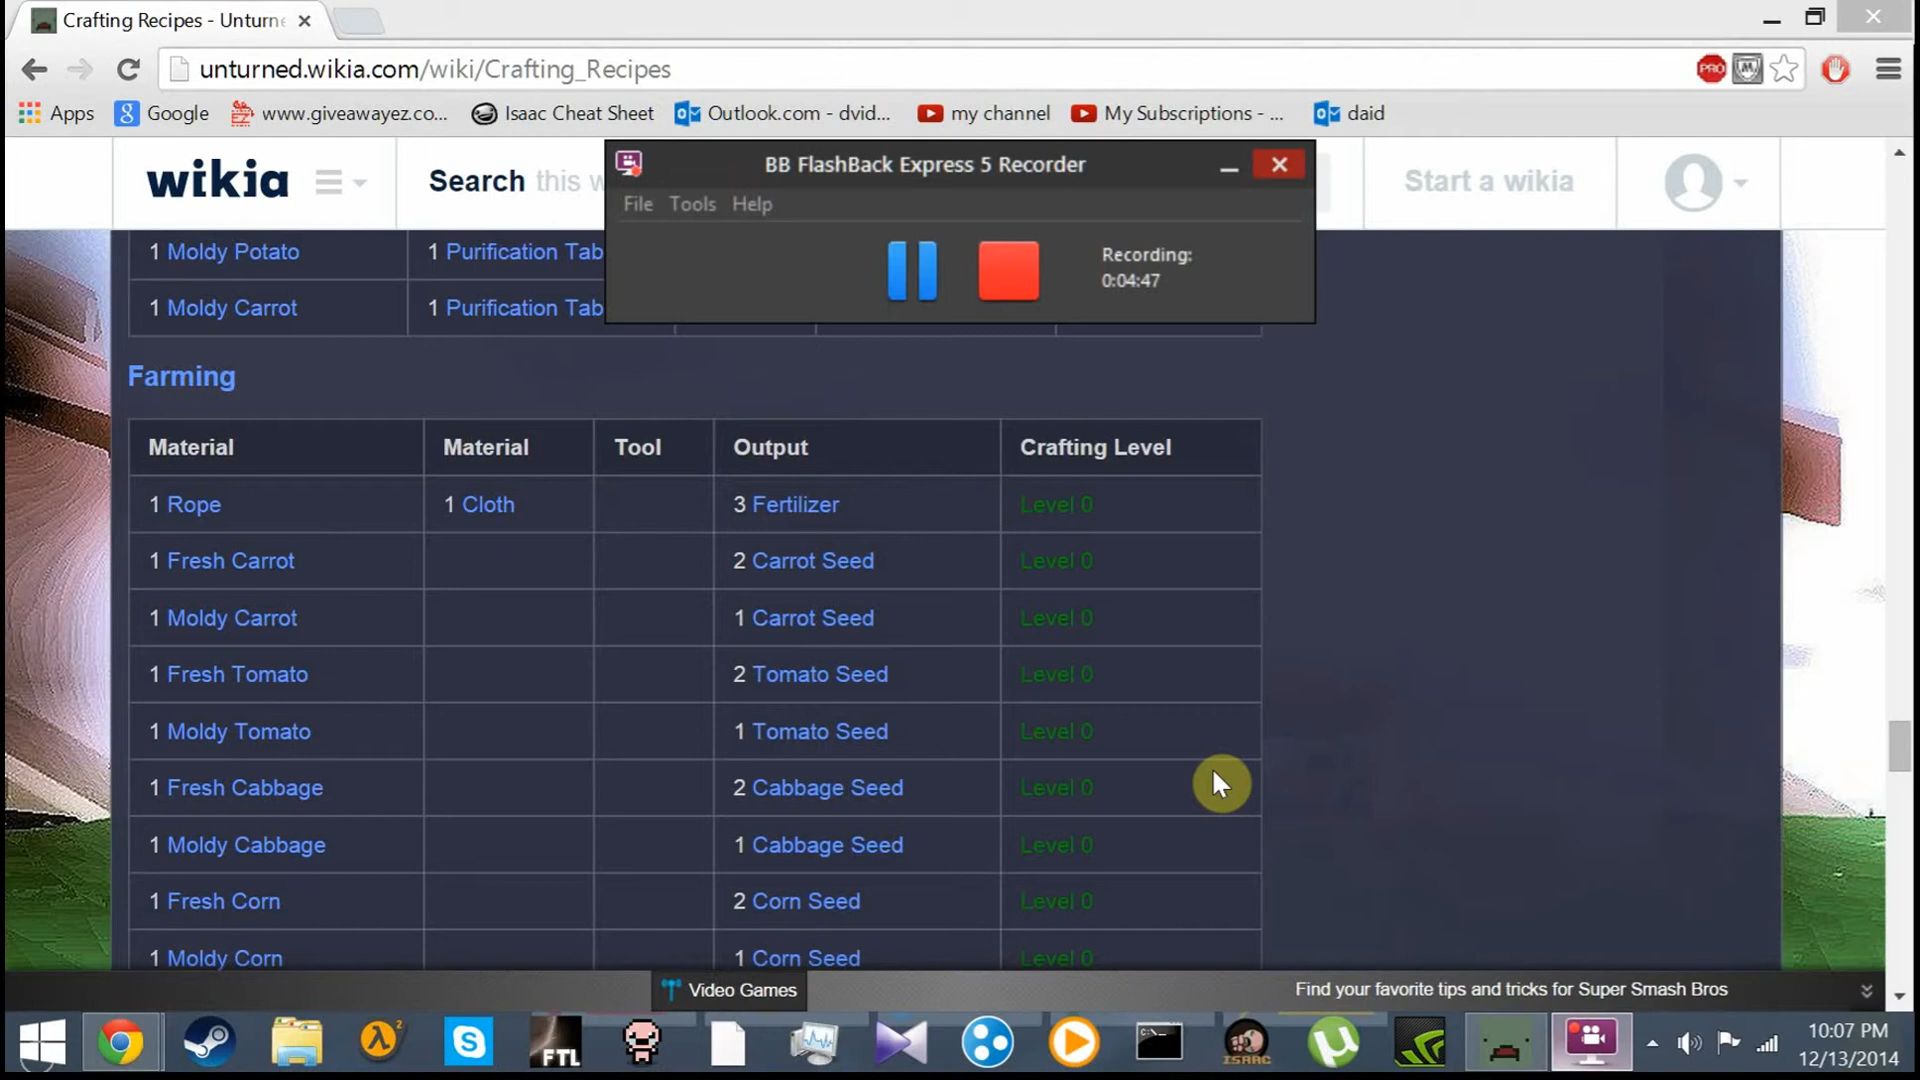 Crafting Recipes - Unturne
unturned.wikia.com/wiki/Crafting_Recipes
PRO
Apps
Google
www.giveawayez.co...
Isaac Cheat Sheet
Outlook.com - dvid...
my channel
My Subscriptions - ...
daid
wikia
Search this w
Start a wikia
BB FlashBack Express 5 Recorder
File Tools Help
Recording:
0:04:47
1 Moldy Potato 1 Purification Tab
1 Moldy Carrot 1 Purification Tab
Farming
Material Material Tool Output Crafting Level
1 Rope 1 Cloth 3 Fertilizer Level 0
1 Fresh Carrot 2 Carrot Seed Level 0
1 Moldy Carrot 1 Carrot Seed Level 0
1 Fresh Tomato 2 Tomato Seed Level 0
1 Moldy Tomato 1 Tomato Seed Level 0
1 Fresh Cabbage 2 Cabbage Seed Level 0
1 Moldy Cabbage 1 Cabbage Seed Level 0
1 Fresh Corn 2 Corn Seed Level 0
1 Moldy Corn 1 Corn Seed Level 0
Video Games
Find your favorite tips and tricks for Super Smash Bros
FTL
ISAAC
10:07 PM
12/13/2014